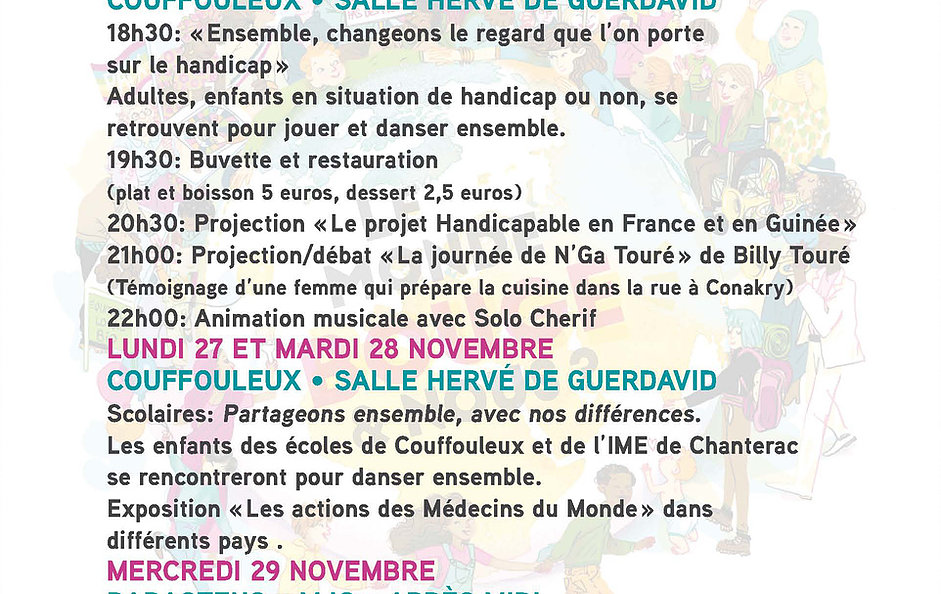 COUFFOULEUX • SALLE HERVÉ DE GUERDAVID
18h30: «Ensemble, changeons le regard que l'on porte
sur le handicap»
Adultes, enfants en situation de handicap ou non, se
retrouvent pour jouer et danser ensemble.
19h30: Buvette et restauration
(plat et boisson 5 euros, dessert 2,5 euros)
20h30: Projection «Le projet Handicapable en France et en Guinée»
21h00: Projection/débat «La journée de N'Ga Touré» de Billy Touré
(Témoignage d'une femme qui prépare la cuisine dans la rue à Conakry)
22h00: Animation musicale avec Solo Cherif
LUNDI 27 ET MARDI 28 NOVEMBRE
COUFFOULEUX • SALLE HERVÉ DE GUERDAVID
Scolaires: Partageons ensemble, avec nos différences.
Les enfants des écoles de Couffouleux et de l'IME de Chanterac
se rencontreront pour danser ensemble.
Exposition «Les actions des Médecins du Monde» dans
différents pays .
MERCREDI 29 NOVEMBRE
LE
MONDE
BOUGE
& NOUS ?